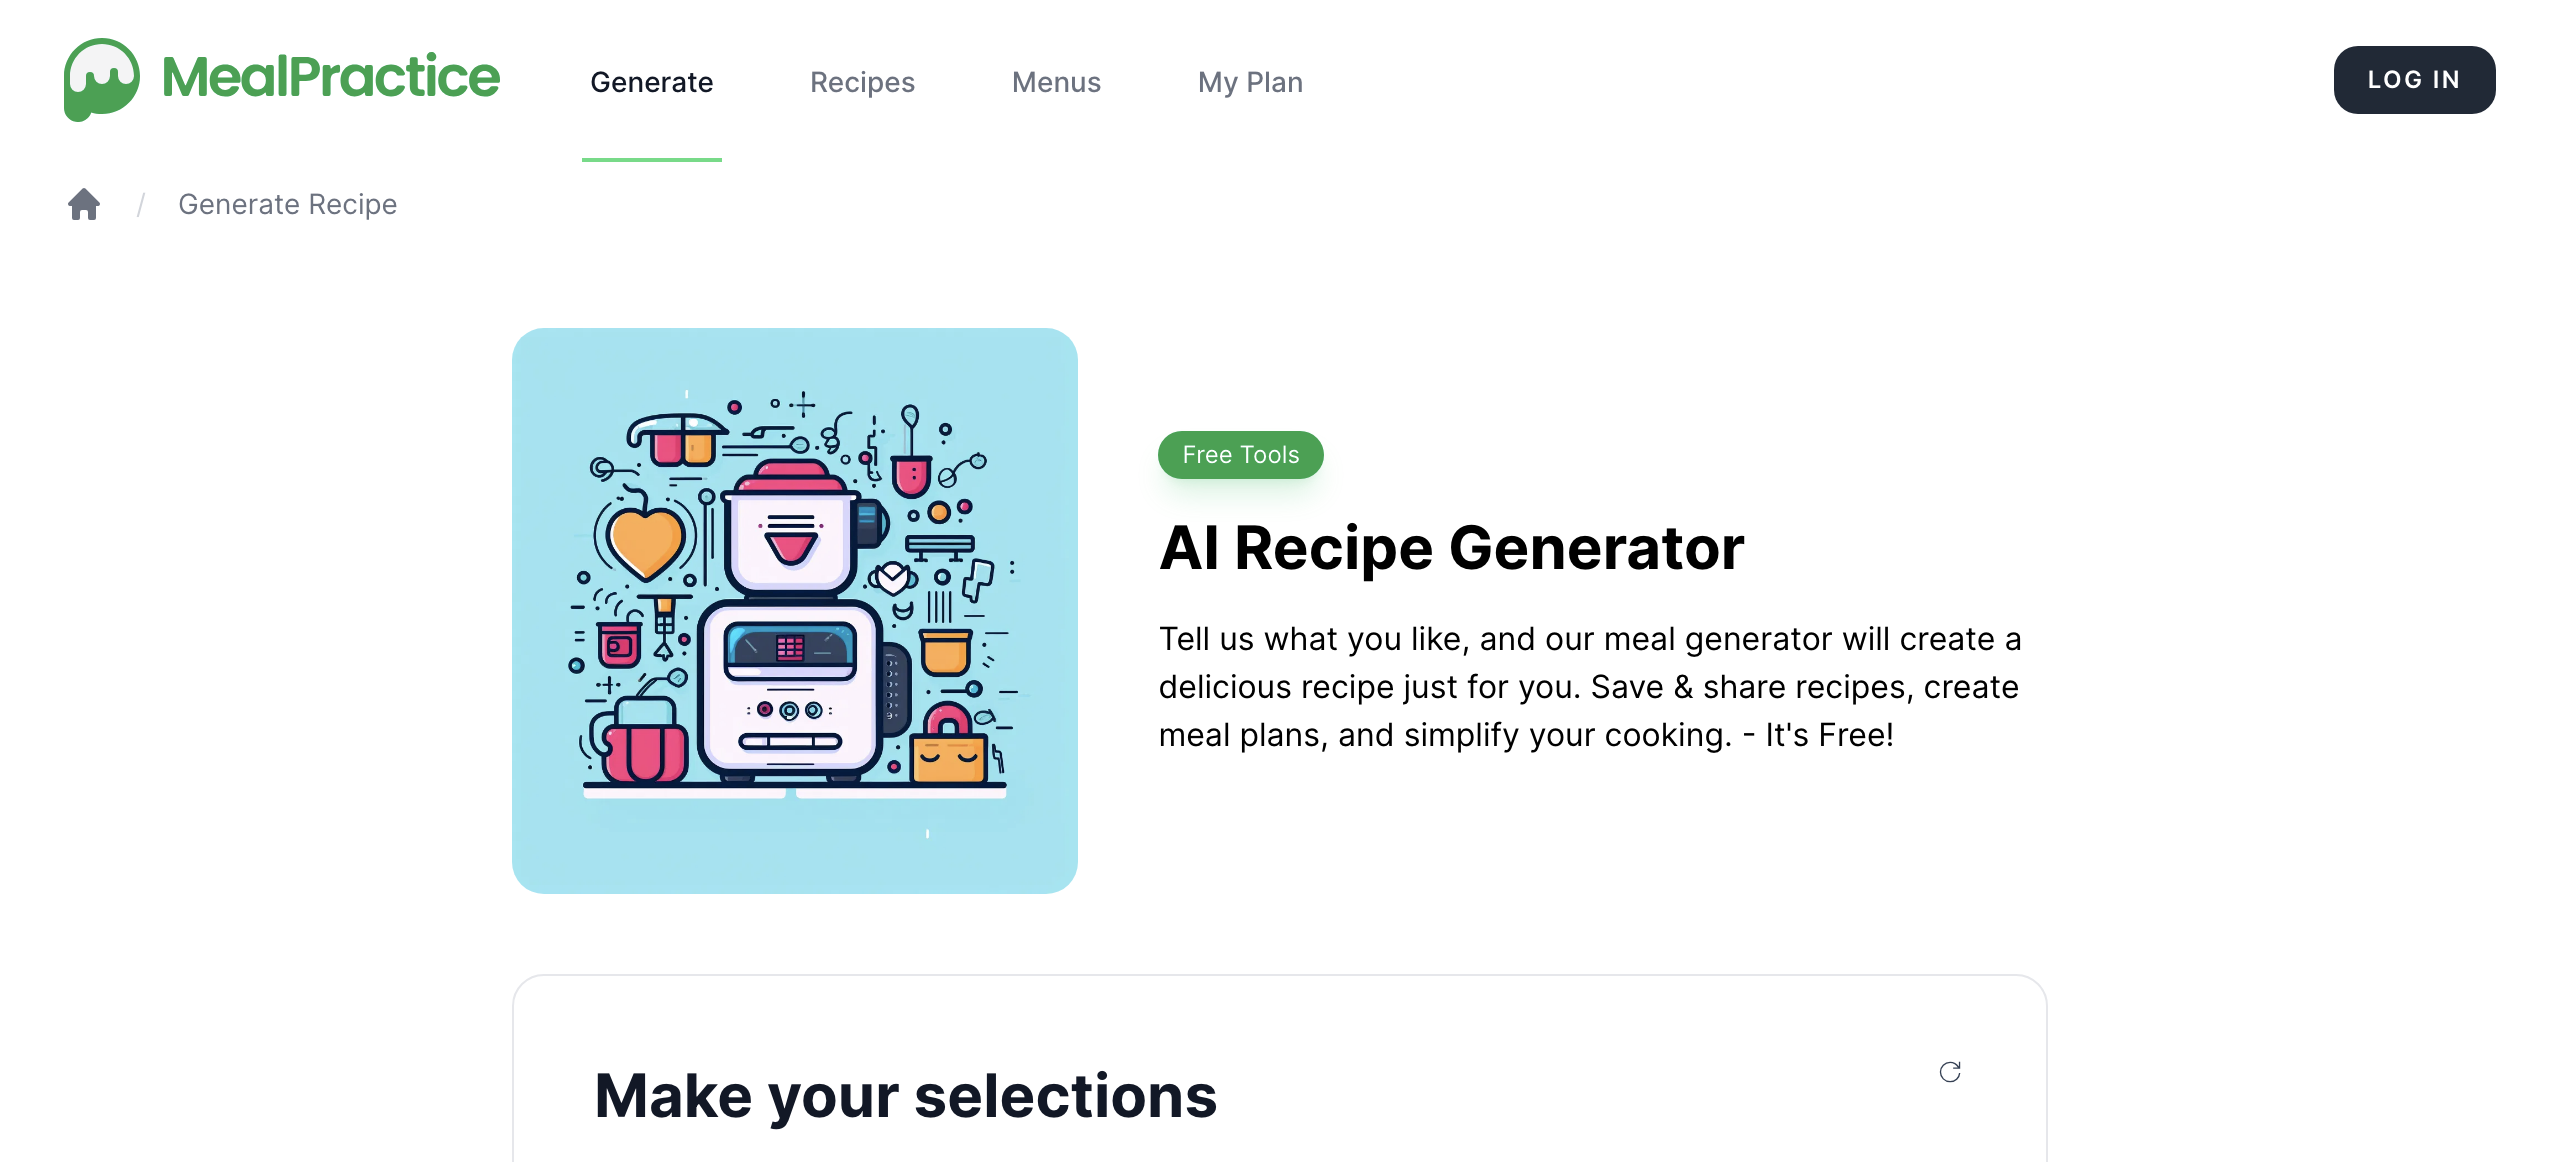 MealPractice
Generate
Recipes
Menus
My Plan
LOG IN
/ Generate Recipe
Free Tools
AI Recipe Generator
Tell us what you like, and our meal generator will create a
delicious recipe just for you. Save & share recipes, create
meal plans, and simplify your cooking. - It's Free!
Make your selections